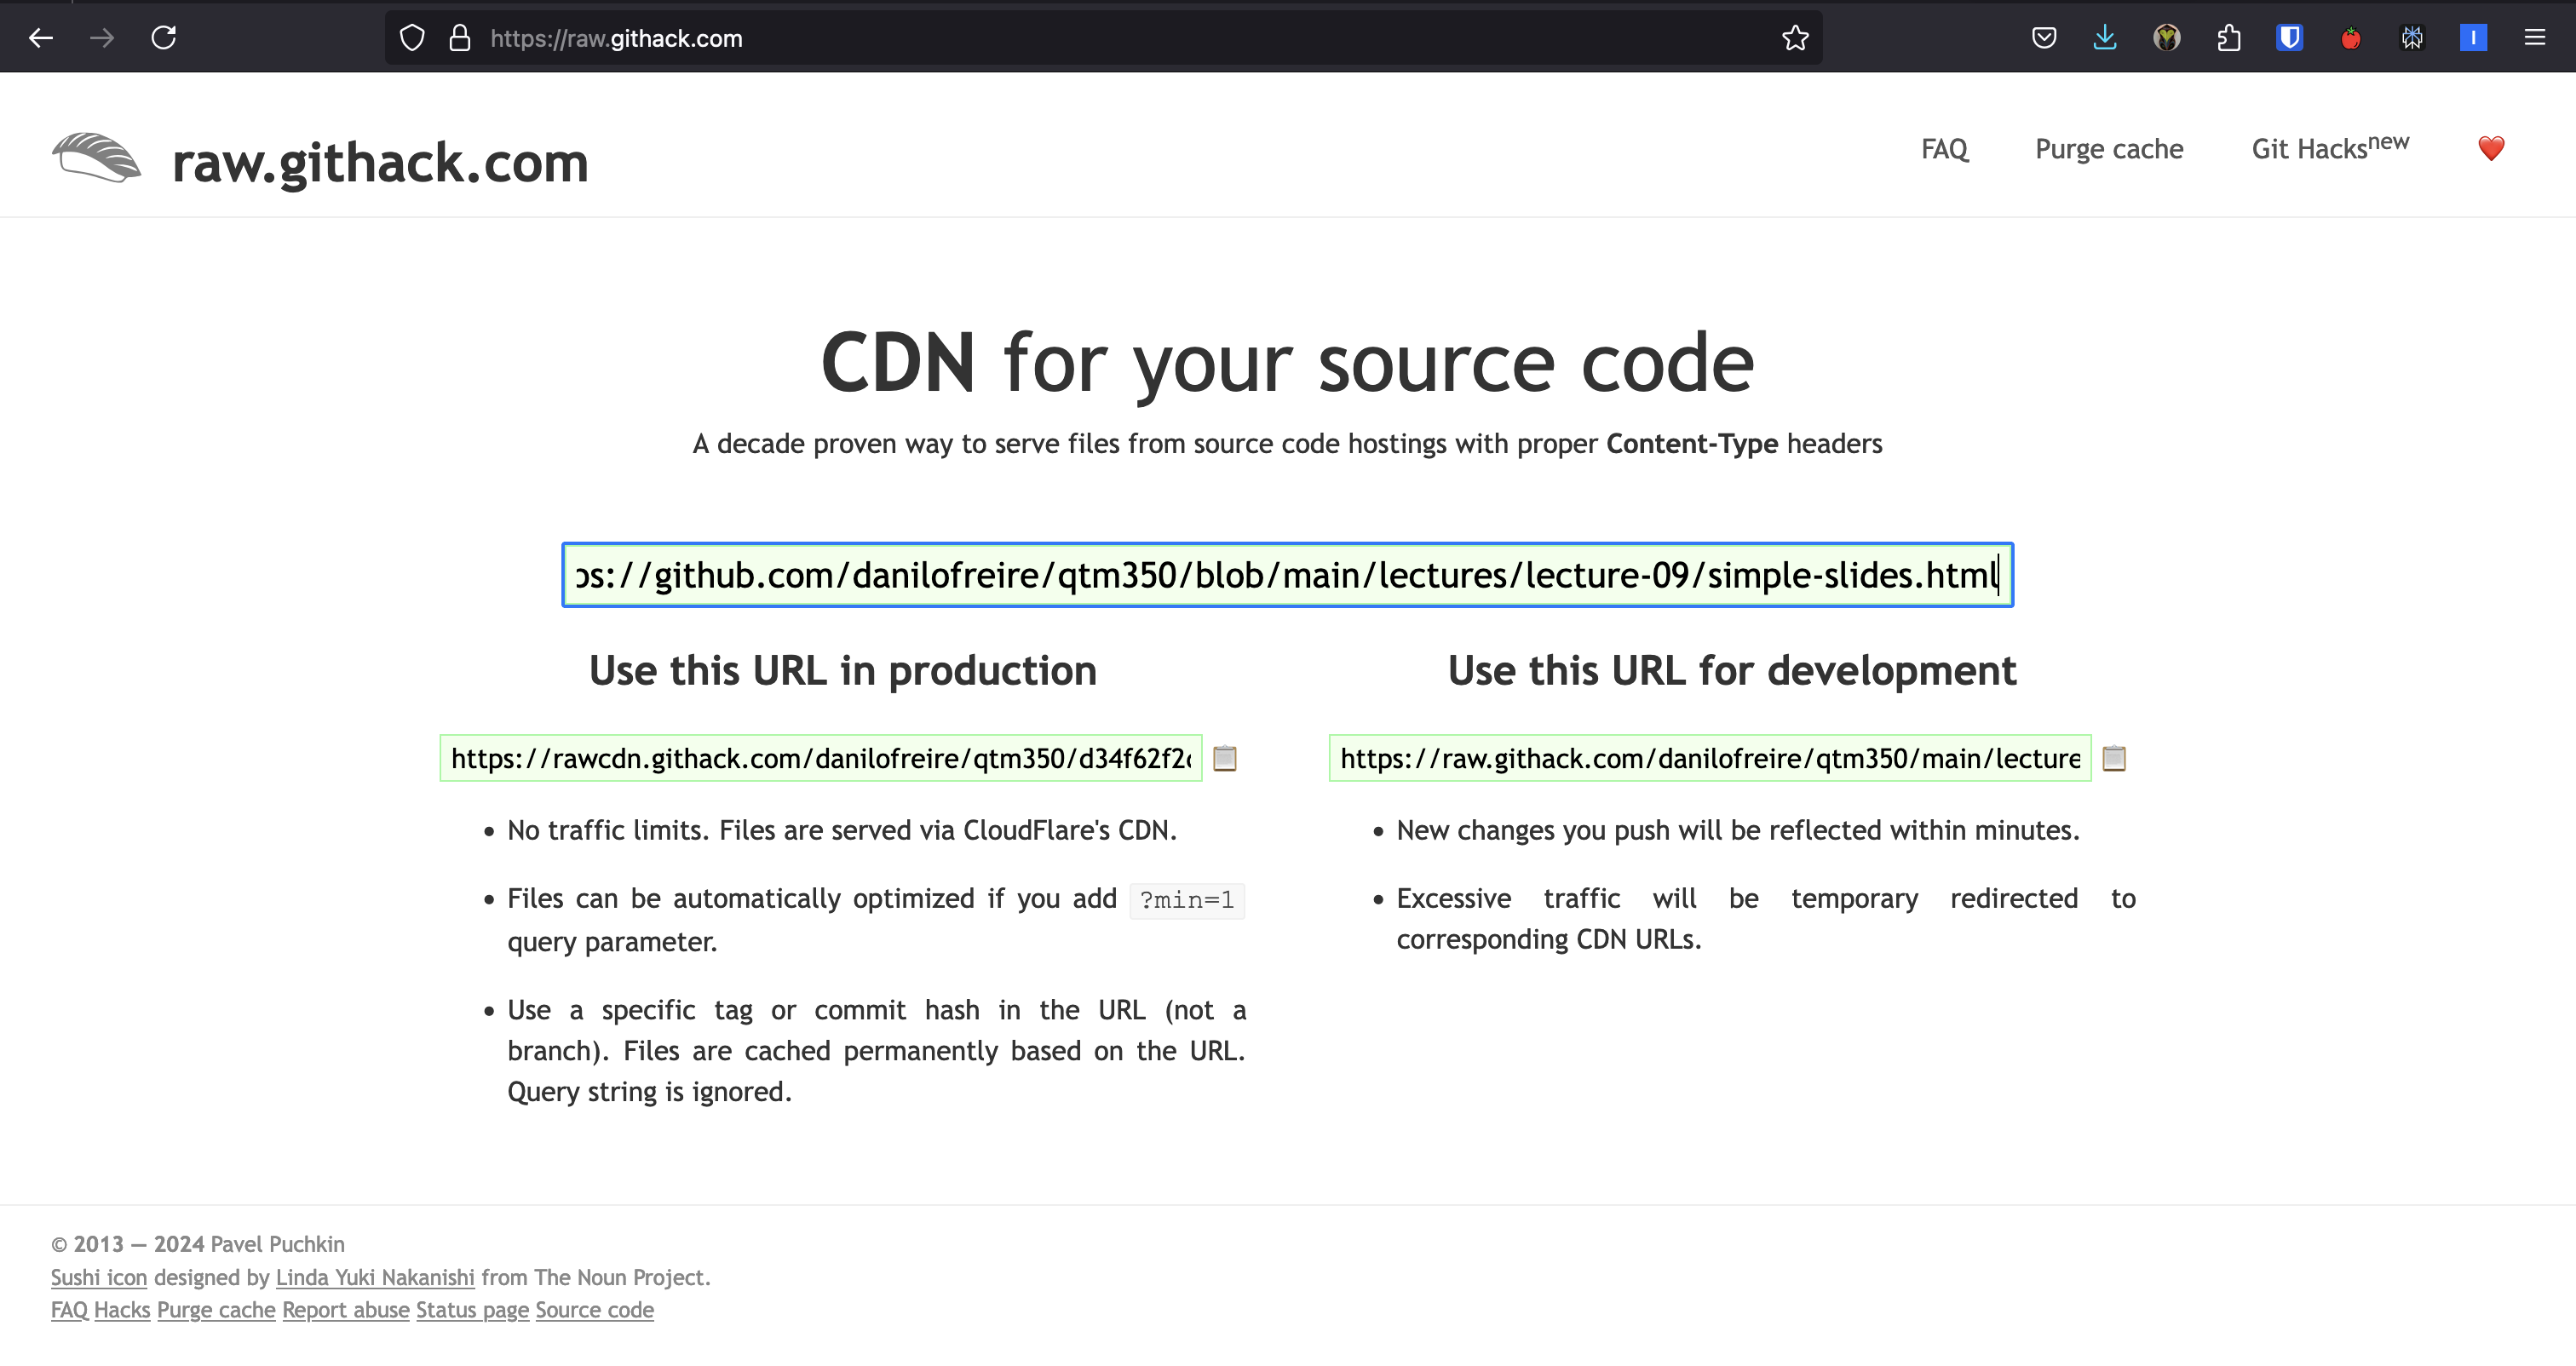 https://raw.githack.com
raw.githack.com
FAQ
Purge cache
Git Hacksnew
CDN for your source code
A decade proven way to serve files from source code hostings with proper Content-Type headers
ps://github.com/danilofreire/qtm350/blob/main/lectures/lecture-09/simple-slides.html
Use this URL in production
https://rawcdn.githack.com/danilofreire/qtm350/d34f62f2
No traffic limits. Files are served via CloudFlare's CDN.
Files can be automatically optimized if you add ?min=1
query parameter.
Use a specific tag or commit hash in the URL (not a
branch). Files are cached permanently based on the URL.
Query string is ignored.
Use this URL for development
https://raw.githack.com/danilofreire/qtm350/main/lecture
New changes you push will be reflected within minutes.
Excessive traffic will be temporary redirected to
corresponding CDN URLs.
© 2013 — 2024 Pavel Puchkin
Sushi icon designed by Linda Yuki Nakanishi from The Noun Project.
FAQ Hacks Purge cache Report abuse Status page Source code